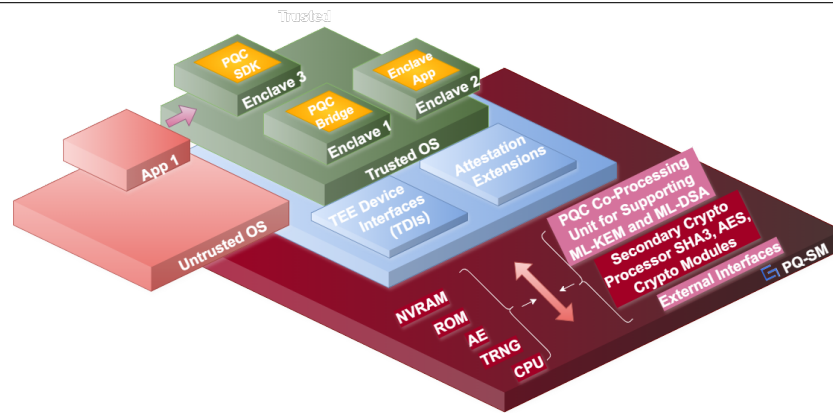 Trusted
PQC
SDK
Enclave 3
Enclave
App
Enclave 2
PQC
Bridge
Enclave 1
App 1
Trusted OS
Untrusted OS
Attestation
Extensions
TEE Device
Interfaces
(TDIs)
PQC Co-Processing
Unit for Supporting
ML-KEM and ML-DSA
Secondary Crypto
Processor SHA3, AES,
Crypto Modules
External Interfaces
PQ-SM
NVRAM
ROM
AE
TRNG
CPU